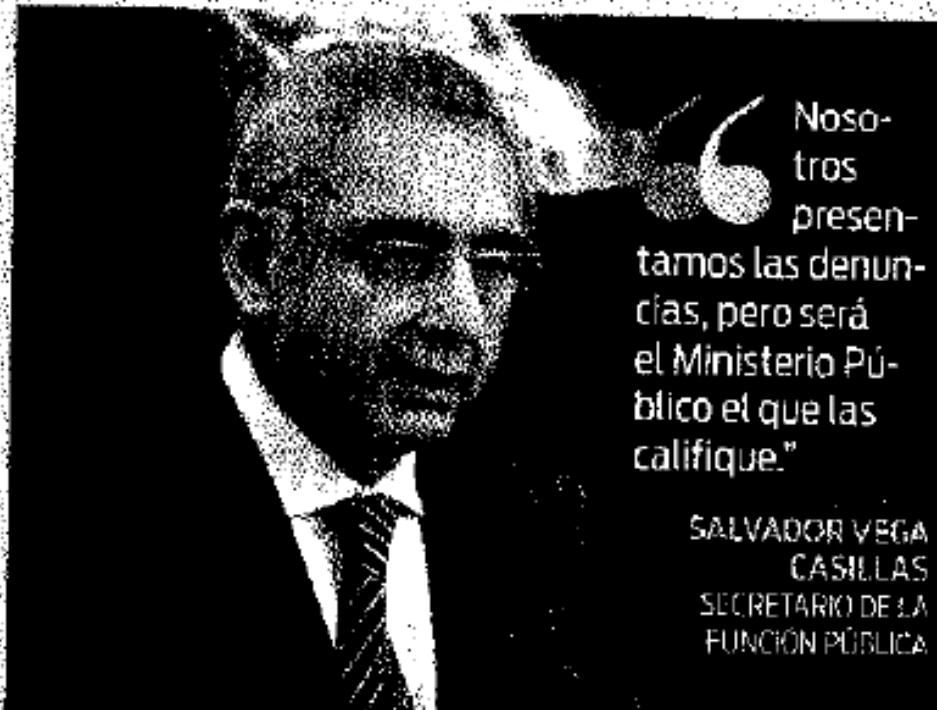 Noso-
tros
presen-
tamos las denun-
cias, pero será
el Ministerio Pú-
blico el que las
califique.”
SALVADOR VEGA
CASILLAS
SECRETARIO DE LA
FUNCIÓN PÚBLICA